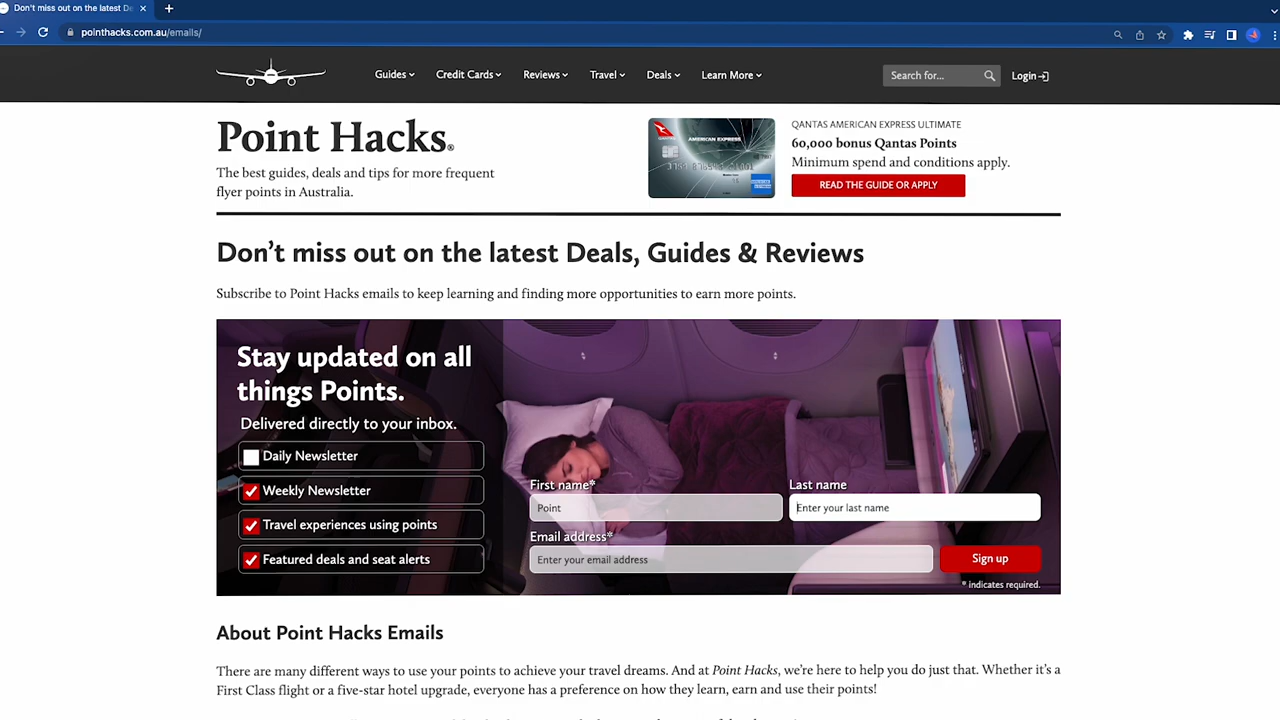 Don't miss out on the latest De
pointhacks.com.au/emails/
Guides Credit Cards Reviews Travel Deals Learn More
Search for...
Login
Point Hacks®
The best guides, deals and tips for more frequent
flyer points in Australia.
AMERICAN EXPRESS
QANTAS AMERICAN EXPRESS ULTIMATE
60,000 bonus Qantas Points
Minimum spend and conditions apply.
READ THE GUIDE OR APPLY
Don't miss out on the latest Deals, Guides & Reviews
Subscribe to Point Hacks emails to keep learning and finding more opportunities to earn more points.
Stay updated on all
things Points.
Delivered directly to your inbox.
Daily Newsletter
Weekly Newsletter
Travel experiences using points
Featured deals and seat alerts
First name*
Point
Last name
Enter your last name
Email address*
Enter your email address
Sign up
* indicates required.
About Point Hacks Emails
There are many different ways to use your points to achieve your travel dreams. And at Point Hacks, we're here to help you do just that. Whether it's a
First Class flight or a five-star hotel upgrade, everyone has a preference on how they learn, earn and use their points!